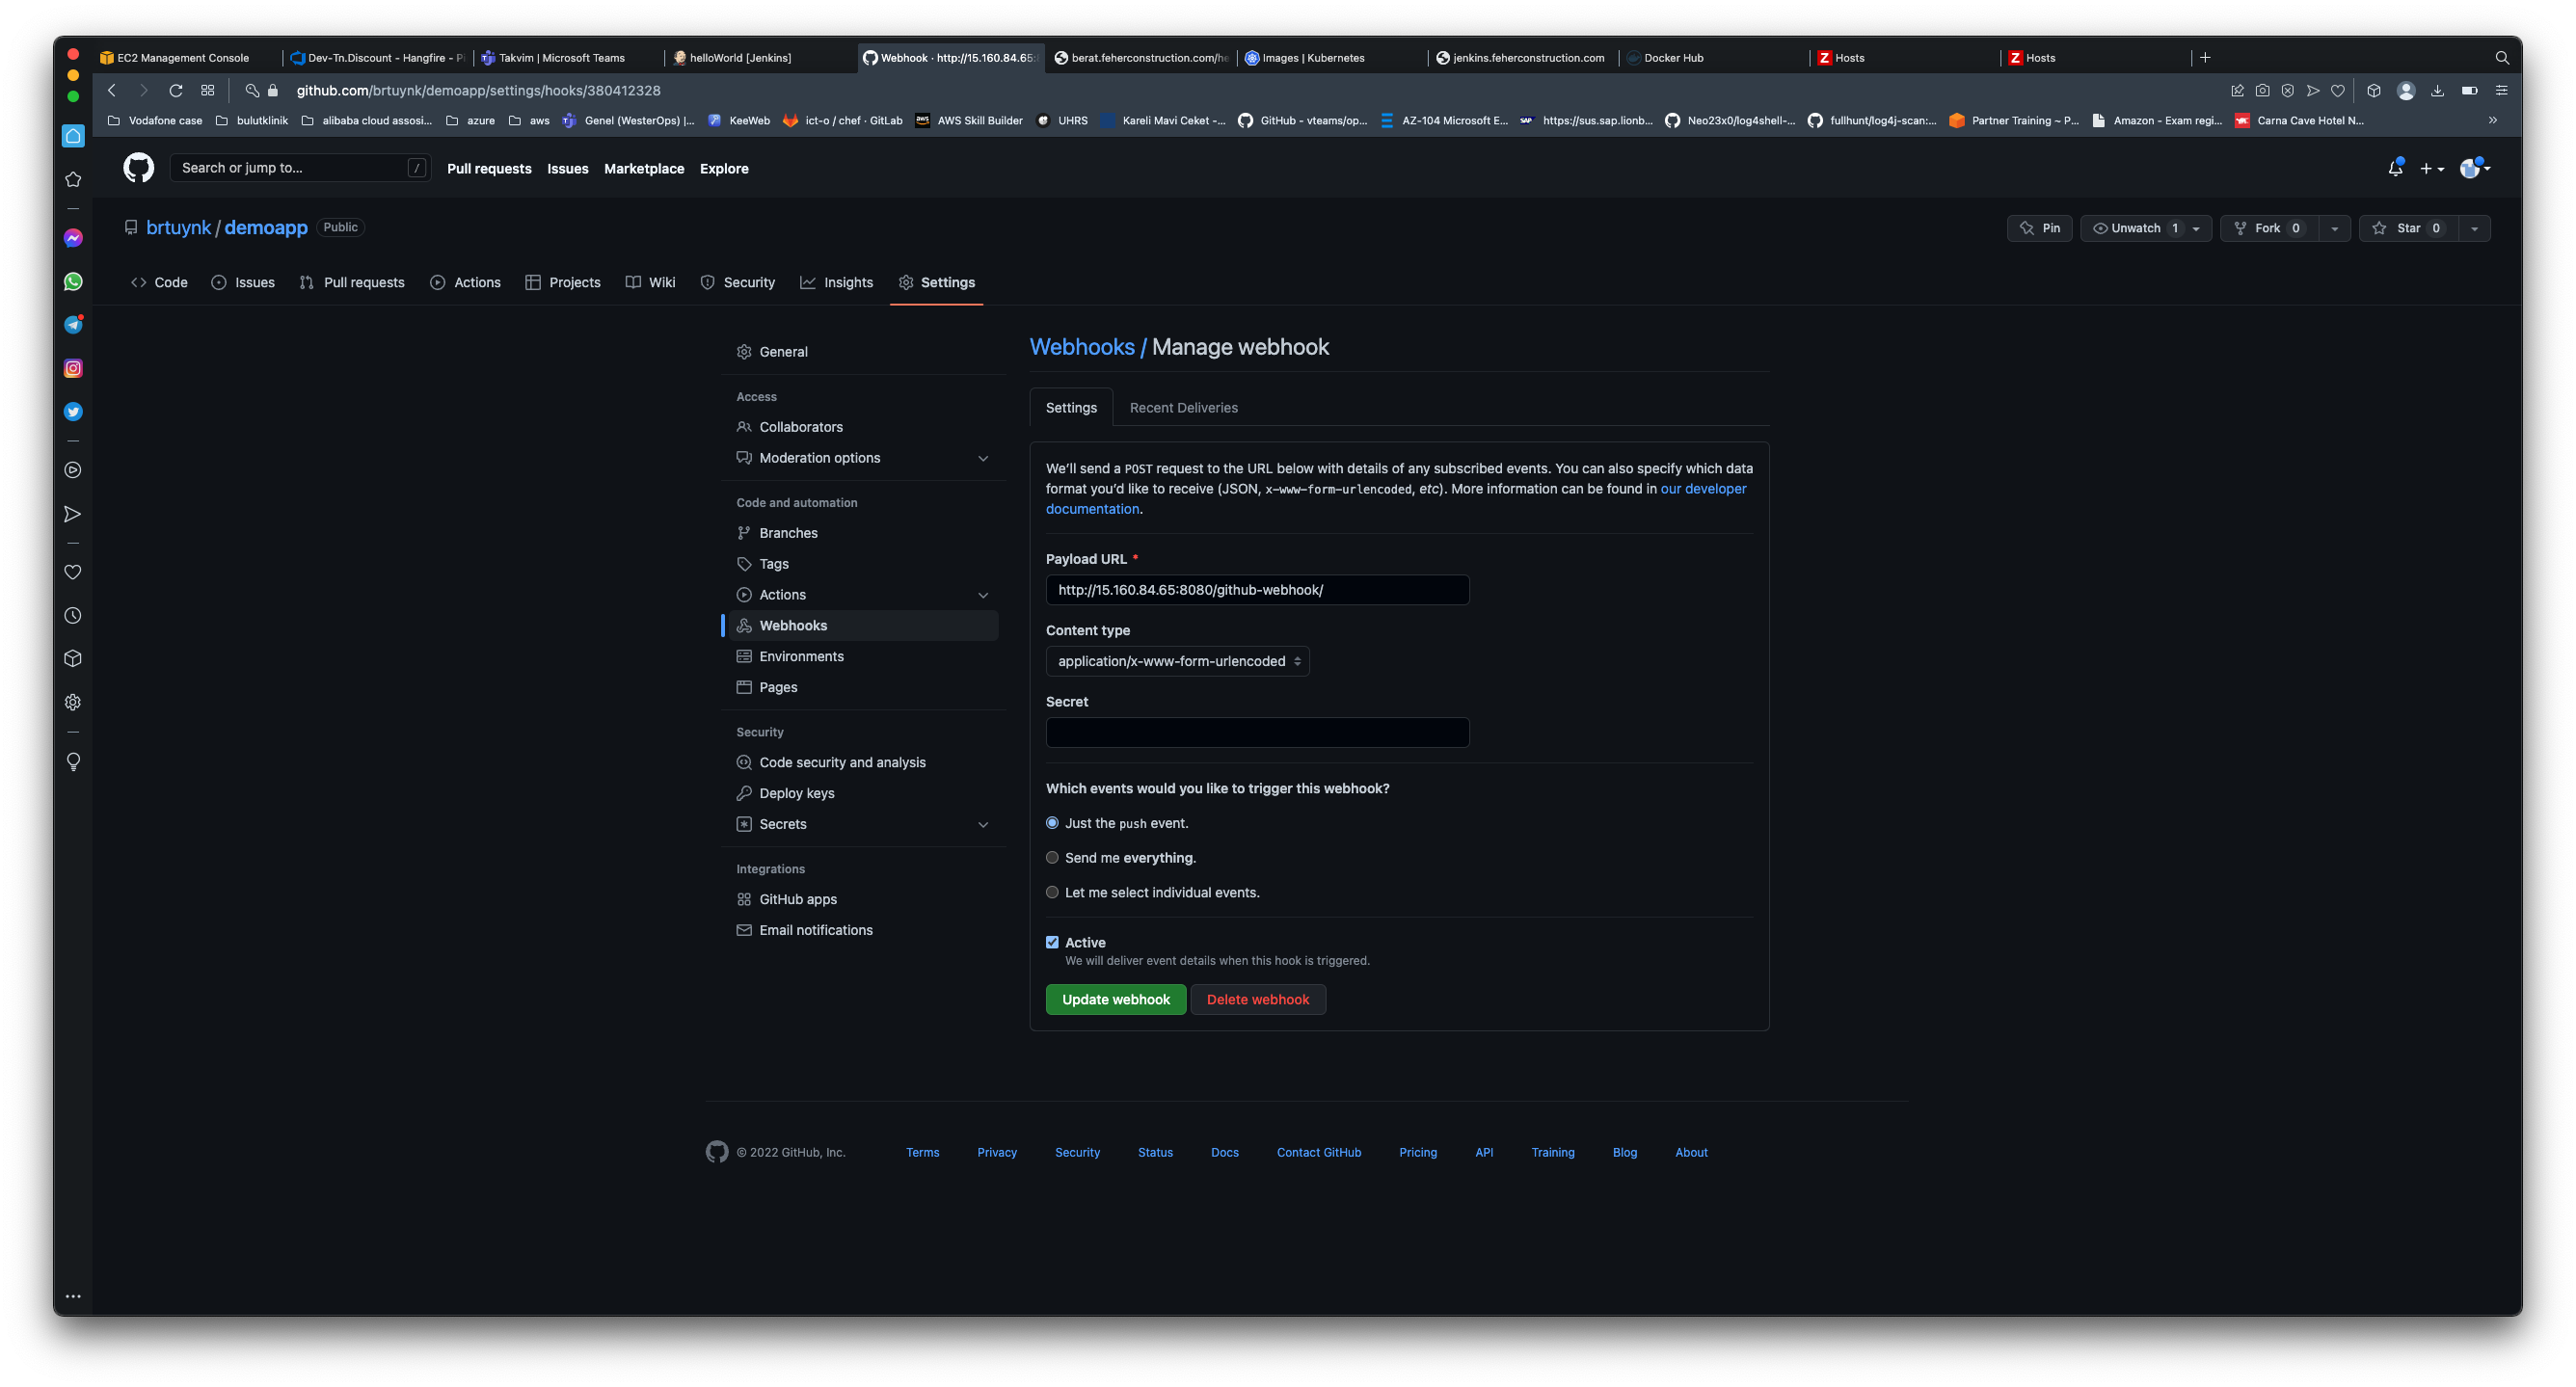 EC2 Management Console
Dev-Tn.Discount - Hangfire - Pi
Takvim | Microsoft Teams
helloWorld [Jenkins]
Webhook · http://15.160.84.65:
berat.feherconstruction.com/he
Images | Kubernetes
jenkins.feherconstruction.com
Docker Hub
Hosts
Hosts
github.com/brtuynk/demoapp/settings/hooks/380412328
Vodafone case
bulutklinik
alibaba cloud assosi...
azure
aws
Genel (WesterOps) |...
KeeWeb
ict-o / chef · GitLab
AWS Skill Builder
UHRS
Kareli Mavi Ceket -...
GitHub - vteams/op...
AZ-104 Microsoft E...
https://sus.sap.lionb...
Neo23x0/log4shell-...
fullhunt/log4j-scan:...
Partner Training ~ P...
Amazon - Exam regi...
Carna Cave Hotel N...
Search or jump to...
/
Pull requests
Issues
Marketplace
Explore
brtuynk / demoapp
Public
Pin
Unwatch 1
Fork 0
Star 0
Code
Issues
Pull requests
Actions
Projects
Wiki
Security
Insights
Settings
General
Access
Collaborators
Moderation options
Code and automation
Branches
Tags
Actions
Webhooks
Environments
Pages
Security
Code security and analysis
Deploy keys
Secrets
Integrations
GitHub apps
Email notifications
Webhooks / Manage webhook
Settings
Recent Deliveries
We'll send a POST request to the URL below with details of any subscribed events. You can also specify which data
format you'd like to receive (JSON, x-www-form-urlencoded, etc). More information can be found in our developer
documentation.
Payload URL *
http://15.160.84.65:8080/github-webhook/
Content type
application/x-www-form-urlencoded
Secret
Which events would you like to trigger this webhook?
Just the push event.
Send me everything.
Let me select individual events.
Active
We will deliver event details when this hook is triggered.
Update webhook
Delete webhook
© 2022 GitHub, Inc.
Terms
Privacy
Security
Status
Docs
Contact GitHub
Pricing
API
Training
Blog
About